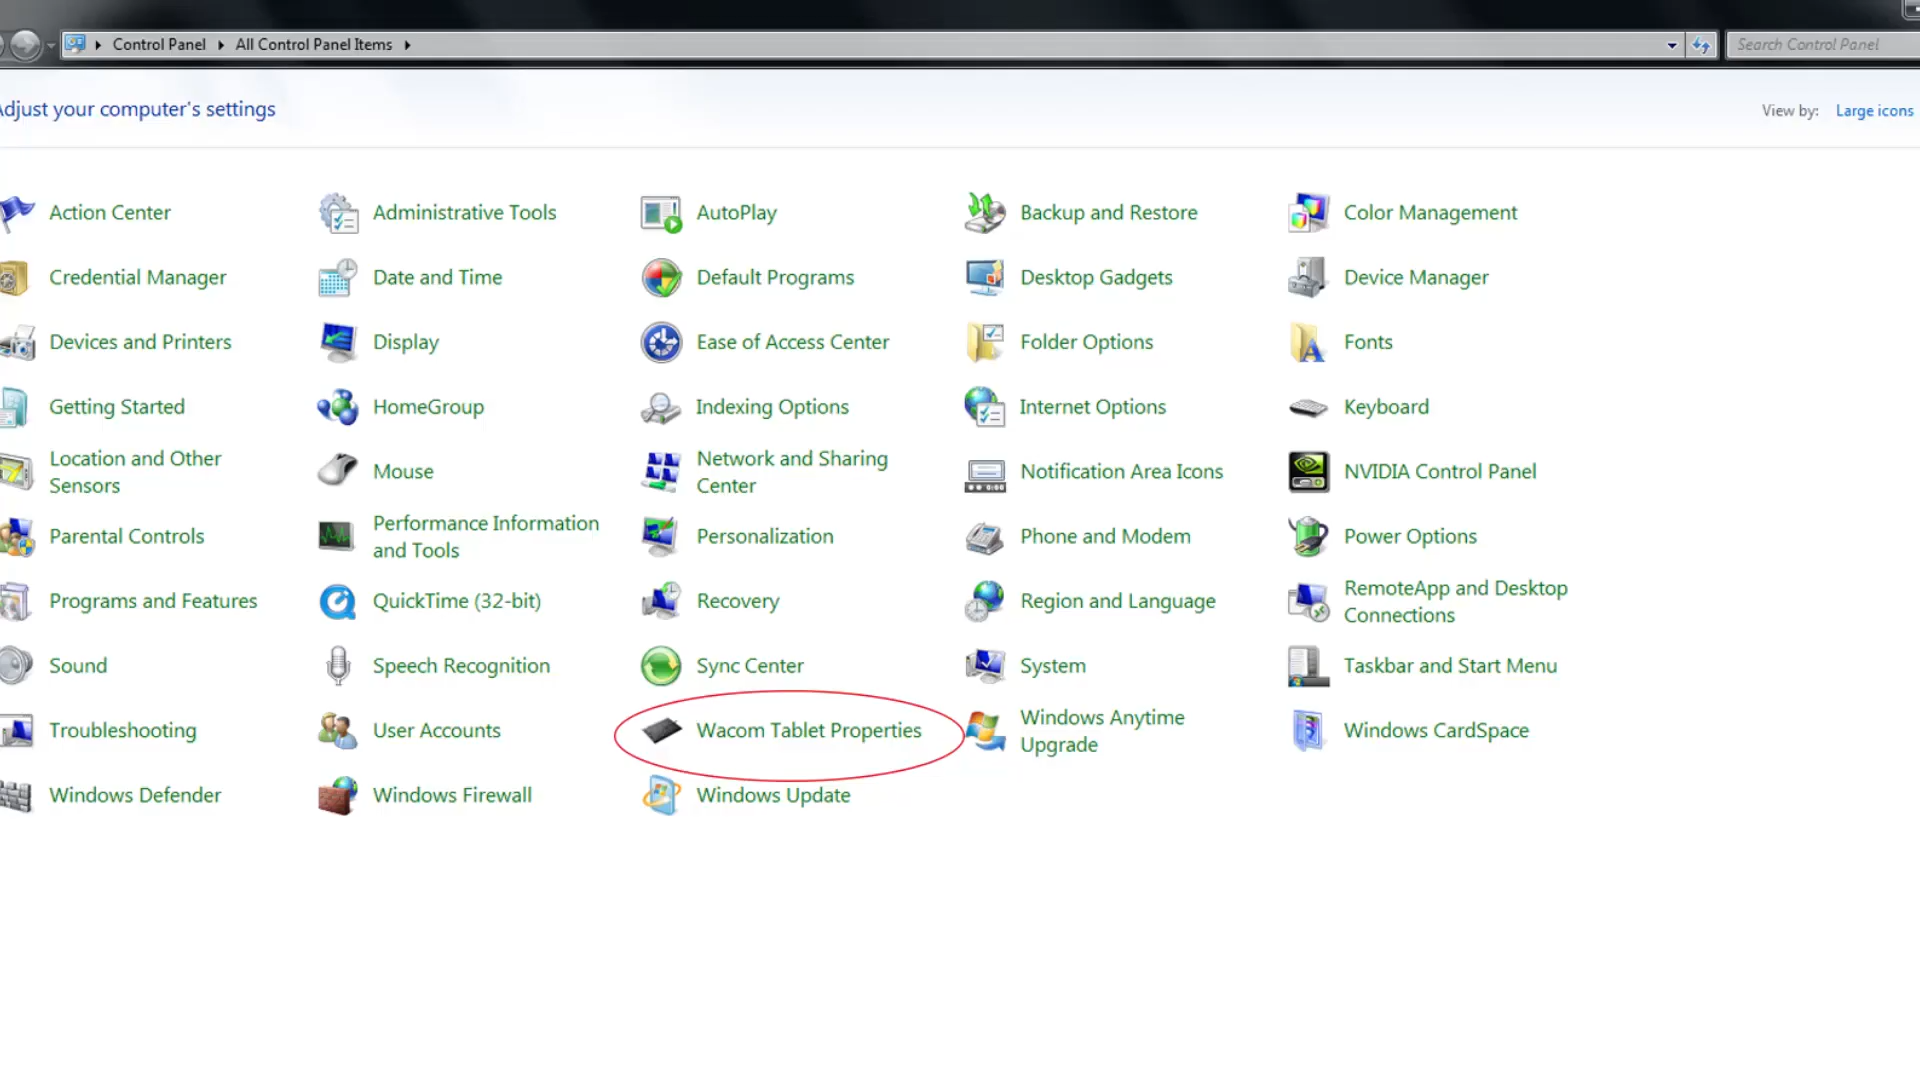 Control Panel
All Control Panel Items
Search Control Panel
Adjust your computer's settings
View by:
Large icons
Action Center
Administrative Tools
AutoPlay
Backup and Restore
Color Management
Credential Manager
Date and Time
Default Programs
Desktop Gadgets
Device Manager
Devices and Printers
Display
Ease of Access Center
Folder Options
Fonts
Getting Started
HomeGroup
Indexing Options
Internet Options
Keyboard
Location and Other
Sensors
Mouse
Network and Sharing
Center
Notification Area Icons
NVIDIA Control Panel
Parental Controls
Performance Information
and Tools
Personalization
Phone and Modem
Power Options
Programs and Features
QuickTime (32-bit)
Recovery
Region and Language
RemoteApp and Desktop
Connections
Sound
Speech Recognition
Sync Center
System
Taskbar and Start Menu
Troubleshooting
User Accounts
Wacom Tablet Properties
Windows Anytime
Upgrade
Windows CardSpace
Windows Defender
Windows Firewall
Windows Update